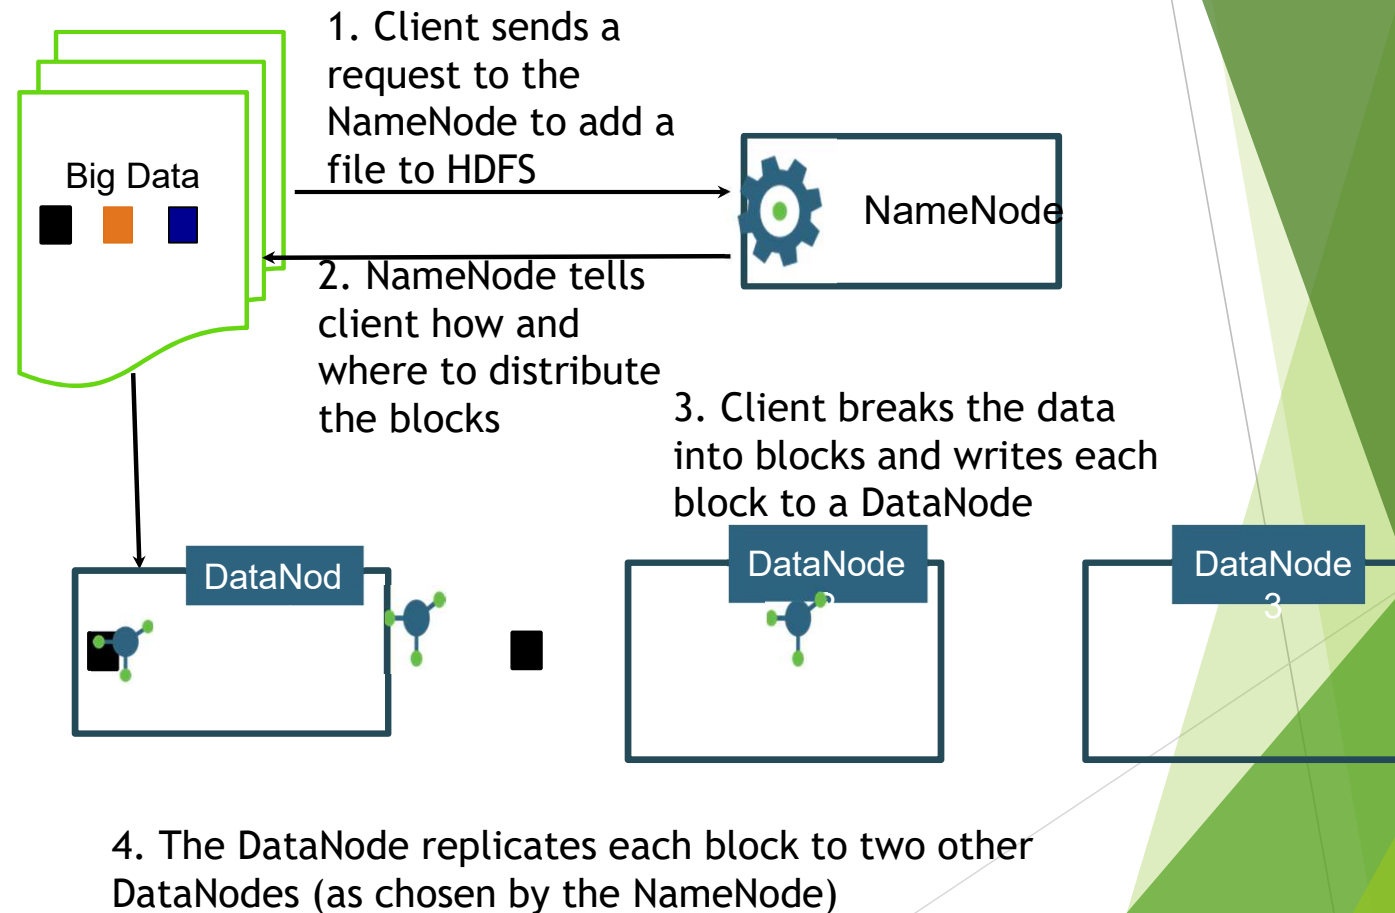 1. Client sends a
request to the
NameNode to add a
file to HDFS
Big Data
NameNode
2. NameNode tells
client how and
where to distribute
the blocks
3. Client breaks the data
into blocks and writes each
block to a DataNode
DataNod
DataNode
DataNode
3
4. The DataNode replicates each block to two other
DataNodes (as chosen by the NameNode)